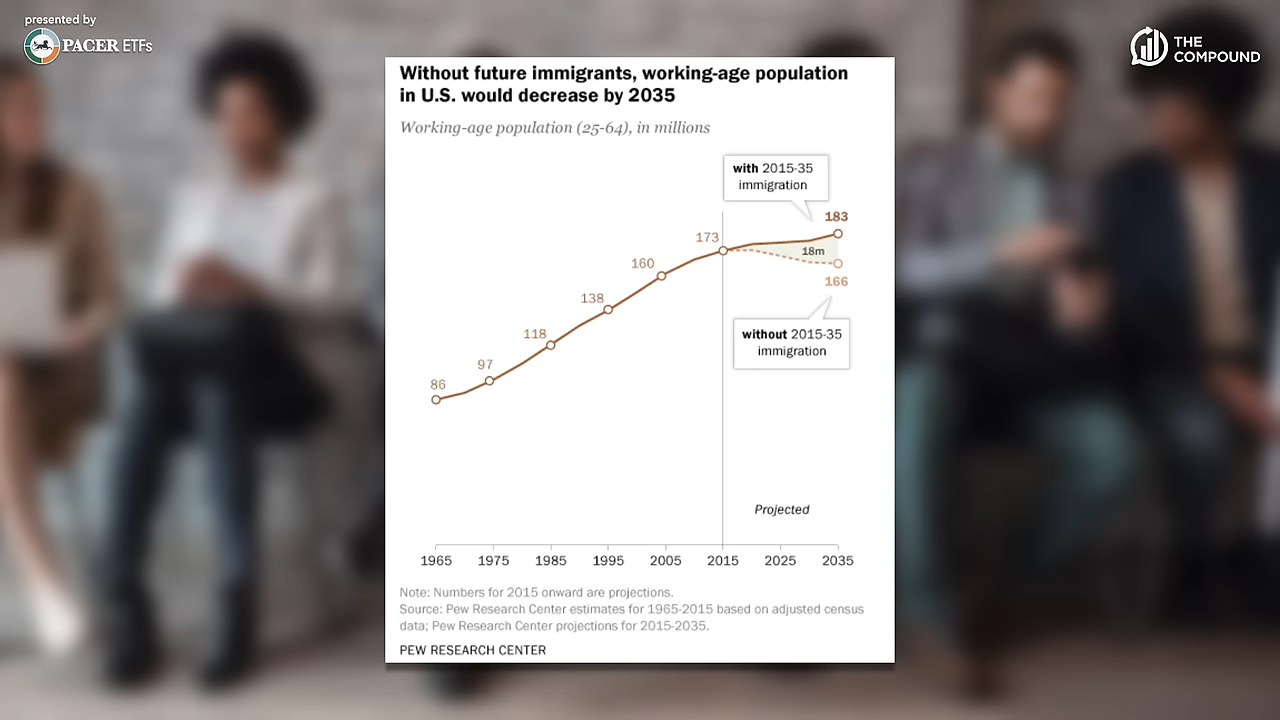 presented by
PACER ETFs
THE
COMPOUND
Without future immigrants, working-age population
in U.S. would decrease by 2035
Working-age population (25-64), in millions
with 2015-35
immigration
183
173
18m
160
166
138
without 2015-35
immigration
118
97
86
Projected
1965 1975 1985 1995 2005 2015 2025 2035
Note: Numbers for 2015 onward are projections.
Source: Pew Research Center estimates for 1965-2015 based on adjusted census
data; Pew Research Center projections for 2015-2035.
PEW RESEARCH CENTER